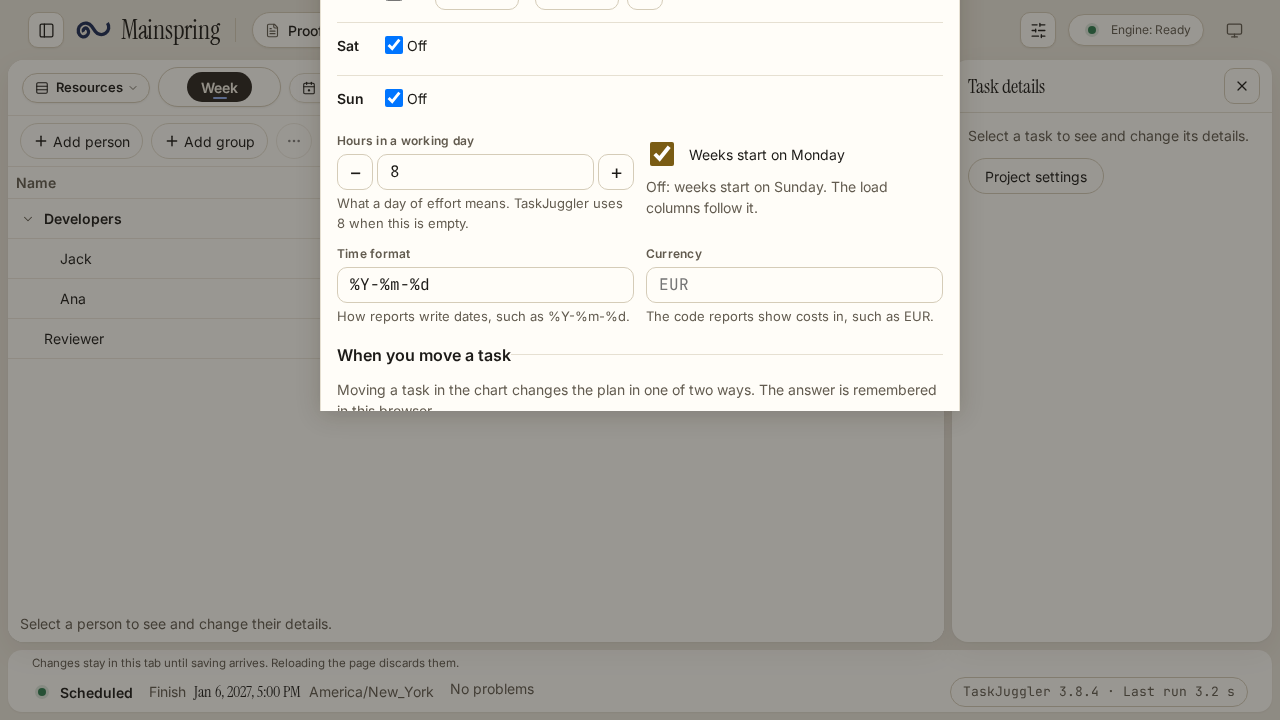 Mainspring
Proof
Engine: Ready
Sat
Off
Sun
Off
Resources
Week
Task details
Add person
Add group
Select a task to see and change its details.
Project settings
Name
Developers
Jack
Ana
Reviewer
Hours in a working day
− 8 +
What a day of effort means. TaskJuggler uses
8 when this is empty.
Weeks start on Monday
Off: weeks start on Sunday. The load
columns follow it.
Time format
%Y-%m-%d
How reports write dates, such as %Y-%m-%d.
Currency
EUR
The code reports show costs in, such as EUR.
When you move a task
Moving a task in the chart changes the plan in one of two ways. The answer is remembered
in this browser.
Select a person to see and change their details.
Changes stay in this tab until saving arrives. Reloading the page discards them.
Scheduled Finish Jan 6, 2027, 5:00 PM America/New_York No problems
TaskJuggler 3.8.4 · Last run 3.2 s